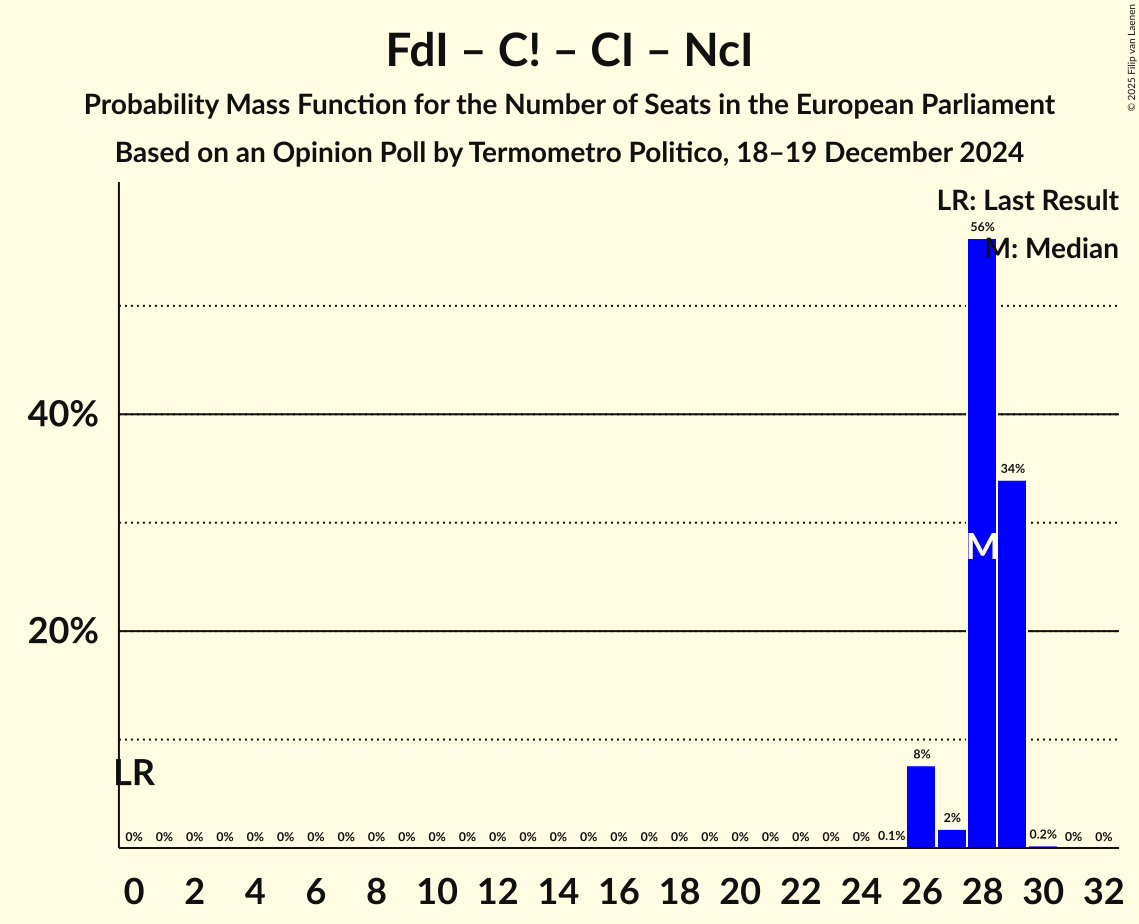 FdI – C! – CI – NcI
Probability Mass Function for the Number of Seats in the European Parliament
Based on an Opinion Poll by Termometro Politico, 18–19 December 2024
© 2025 Filip van Laenen
LR: Last Result
M: Median
56%
40%
34%
M
20%
LR
8%
2%
0% 0% 0% 0% 0% 0% 0% 0% 0% 0% 0% 0% 0% 0% 0% 0% 0% 0% 0% 0% 0% 0% 0% 0% 0% 0.1% 0.2% 0% 0%
0 2 4 6 8 10 12 14 16 18 20 22 24 26 28 30 32